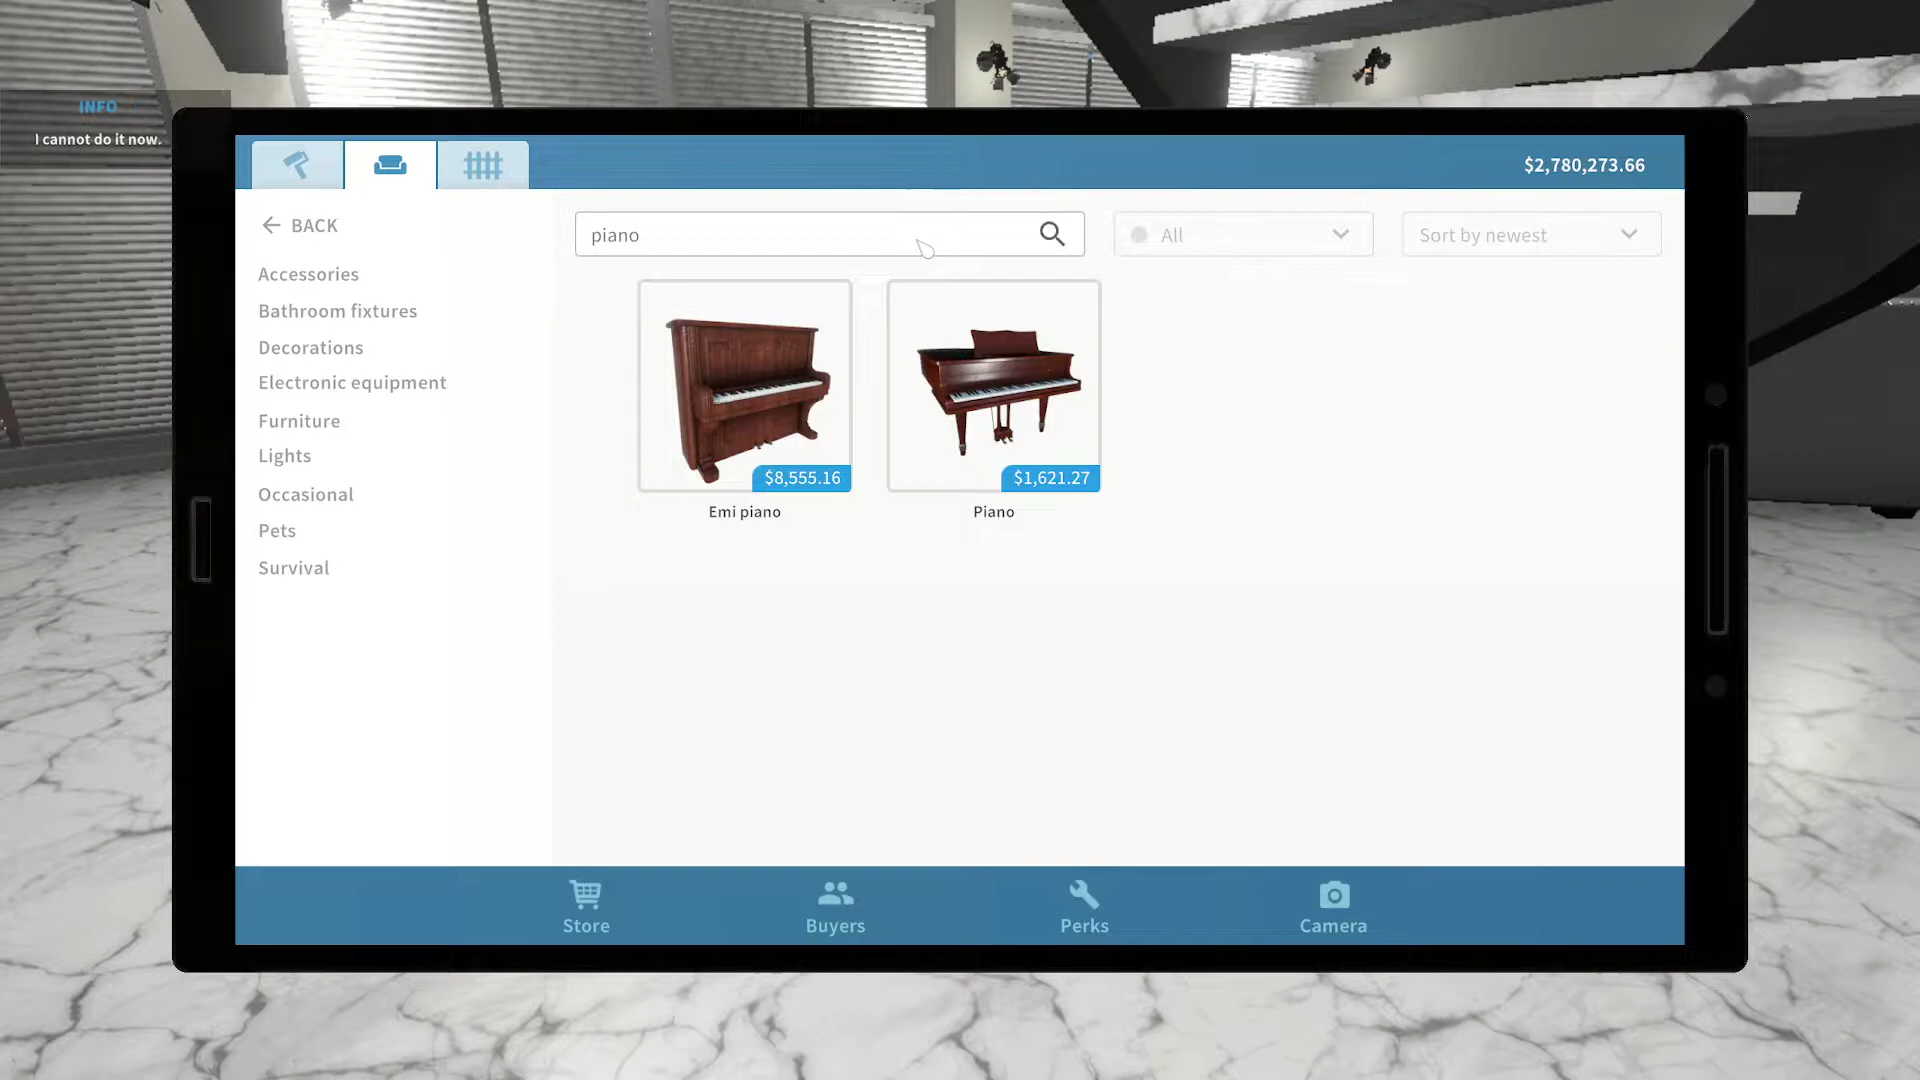 INFO
I cannot do it now.
$2,780,273.66
BACK
piano
All
Sort by newest
Accessories
Bathroom fixtures
Decorations
Electronic equipment
Furniture
Lights
Occasional
Pets
Survival
$8,555.16
$1,621.27
Emi piano
Piano
Store
Buyers
Perks
Camera